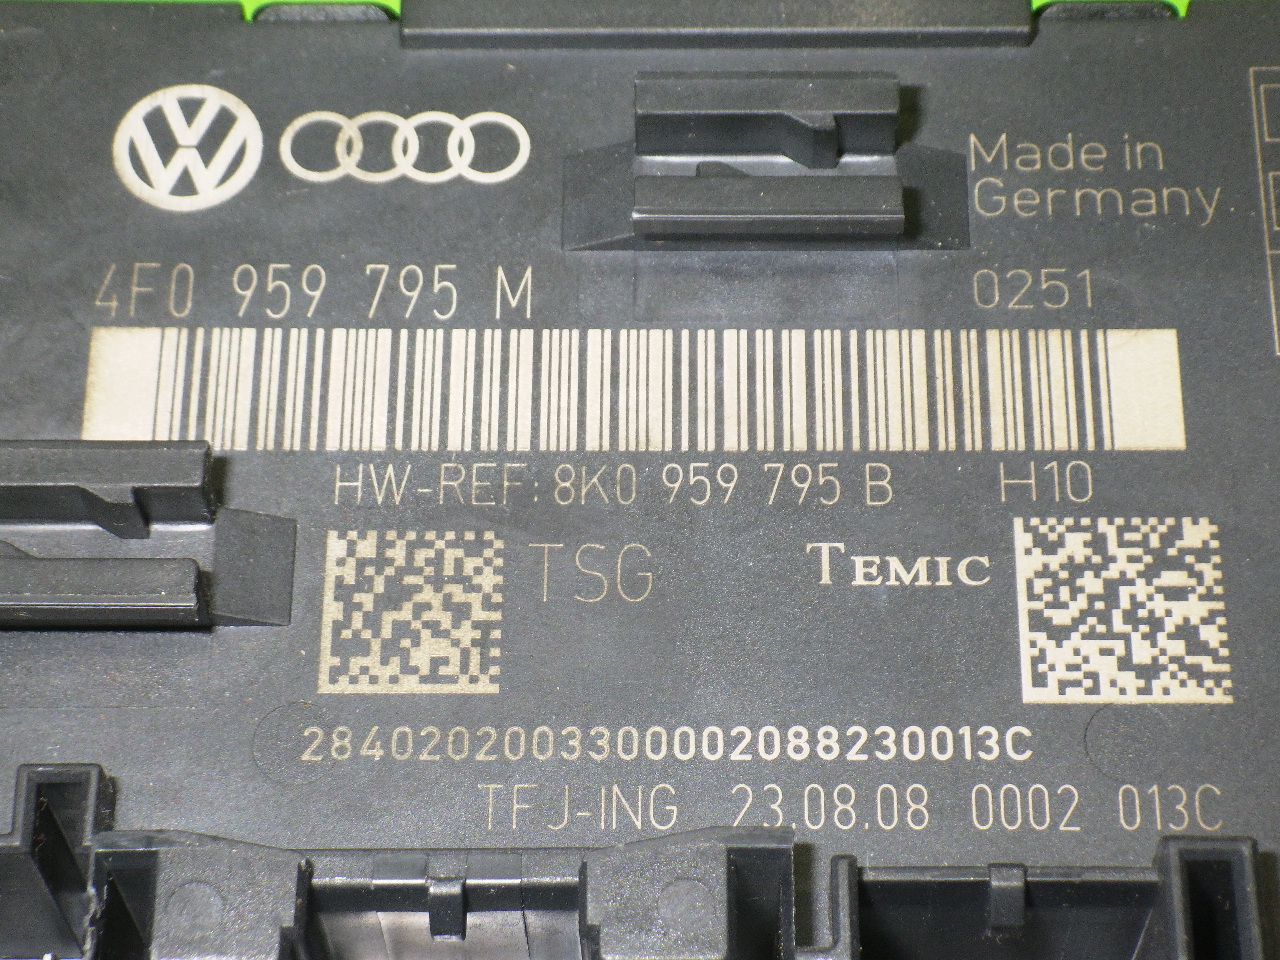 Made in
Germany
4F0 959 795 M 0251
HW-REF: 8K0 959 795 B H10
TSG TEMIC
2840202003300002088230013C
TFJ-ING 23.08.08 0002 013C